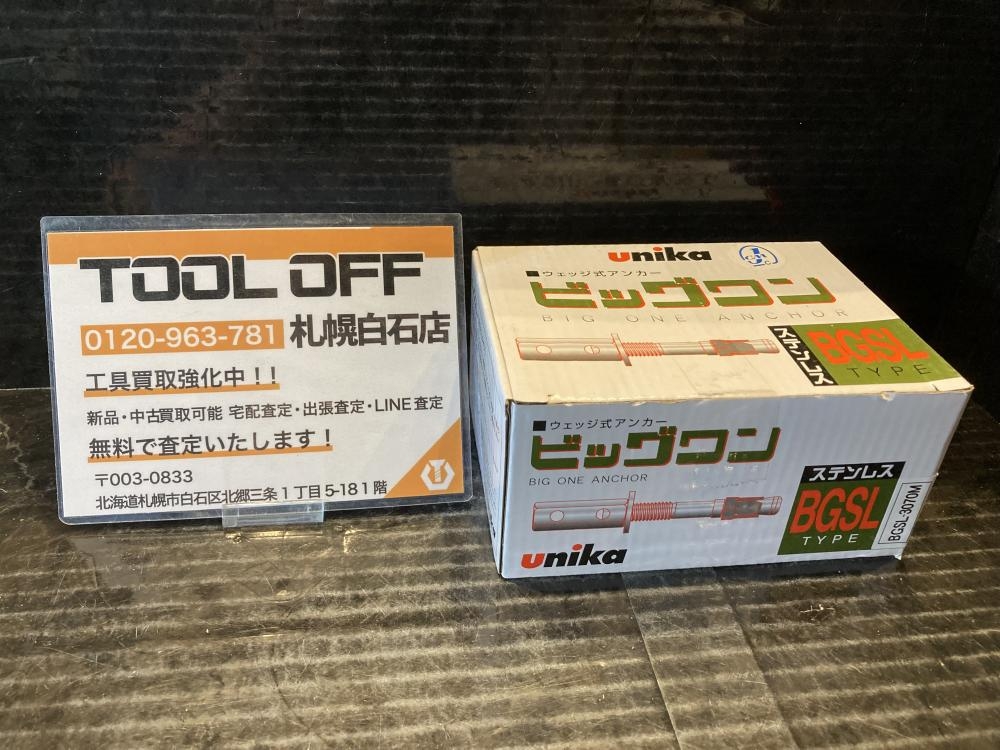 TOOL OFF
0120-963-781 札幌白石店
工具買取強化中!!
新品・中古買取可能 宅配査定・出張査定・LINE査定
無料で査定いたします!
〒003-0833
北海道札幌市白石区北郷三条1丁目5-18 1階
unika
■ウェッジ式アンカー
ビッグワン
BIG ONE ANCHOR
ステンレス
BGSL
TYPE
■ウェッジ式アンカー
ビッグワン
BIG ONE ANCHOR
unika
ステンレス
BGSL
TYPE
BGSL-3070M